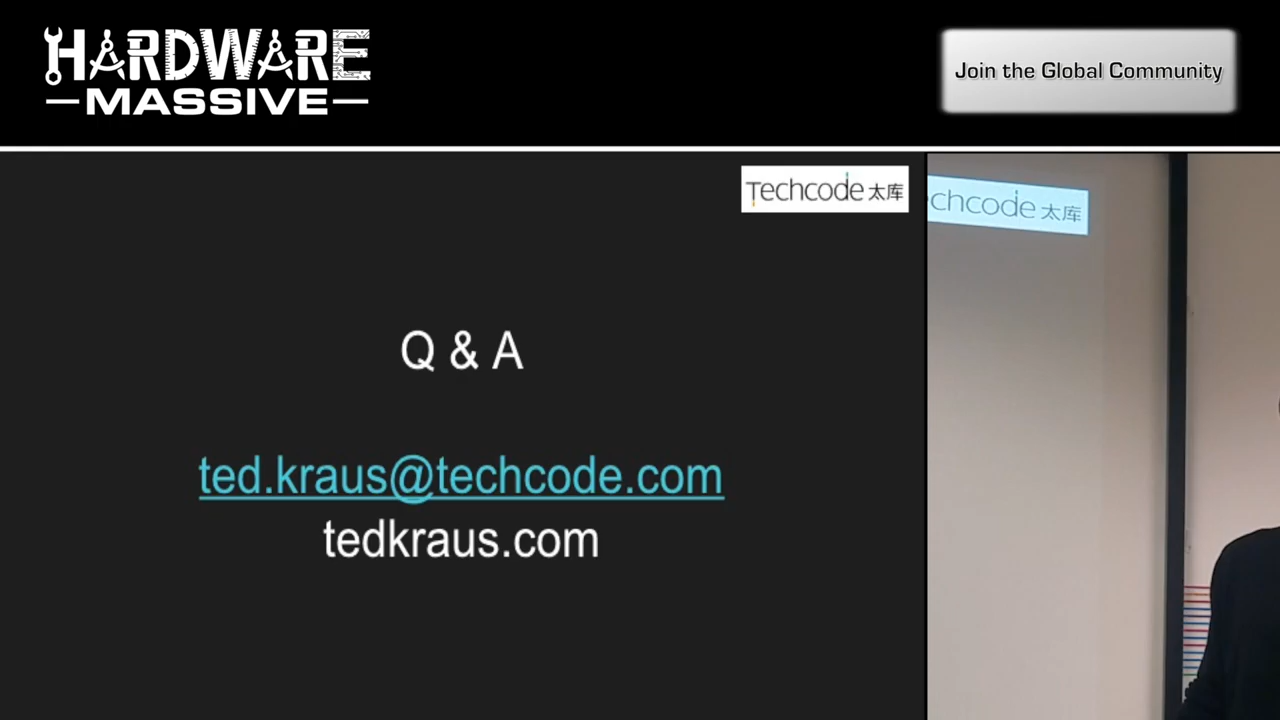 HARDWARE
MASSIVE
Join the Global Community
Techcode 太库
chcode 太库
Q & A
ted.kraus@techcode.com
tedkraus.com